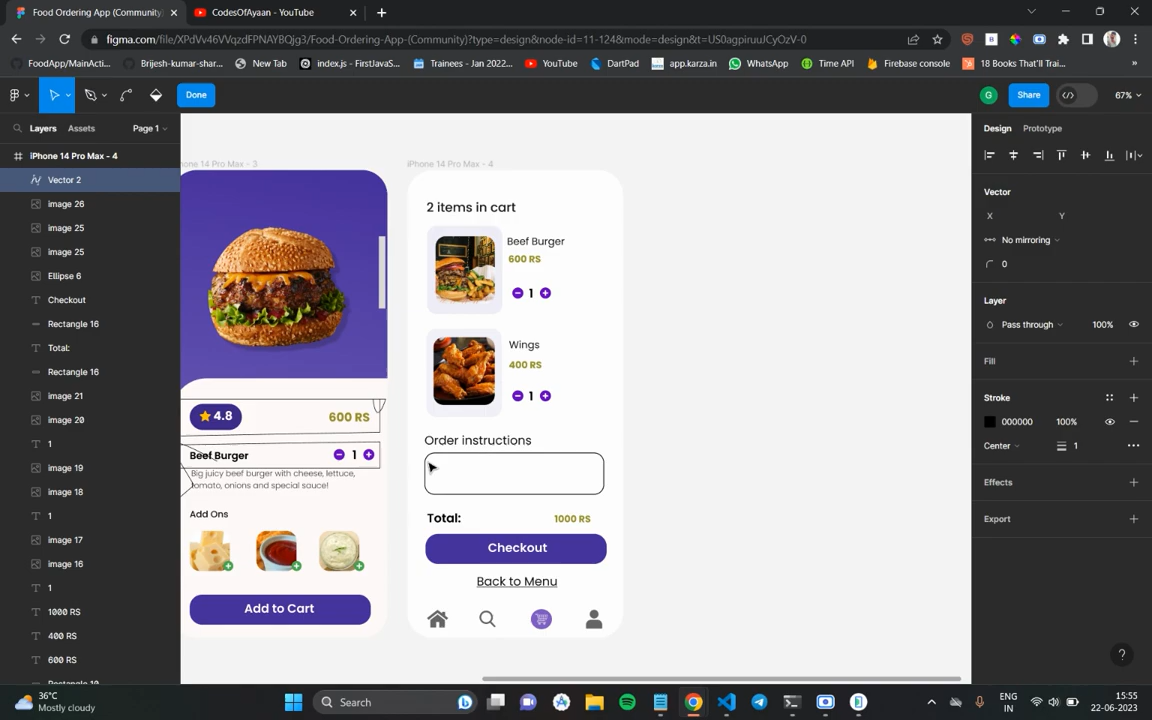 Food Ordering App (Community)
CodesOfAyaan - YouTube
figma.com/file/XPdVv46VVqzdFPNAYBQjg3/Food-Ordering-App-(Community)?type=design&node-id=11-124&mode=design&t=US0agpiruuJCyOzV-0
FoodApp/MainActi...
Brijesh-kumar-shar...
New Tab
index.js - FirstJavaS...
Trainees - Jan 2022...
YouTube
DartPad
app.karza.in
WhatsApp
Time API
Firebase console
18 Books That'll Trai...
Done
G
Share
67%
Layers
Assets
Page 1
iPhone 14 Pro Max - 4
Vector 2
image 26
image 25
image 25
Ellipse 6
Checkout
Rectangle 16
Total:
Rectangle 16
image 21
image 20
1
image 19
image 18
1
image 17
image 16
1
1000 RS
400 RS
600 RS
none 14 Pro Max - 3
4.8
600 RS
Beef Burger
1
Big juicy beef burger with cheese, lettuce,
tomato, onions and special sauce!
Add Ons
Add to Cart
iPhone 14 Pro Max - 4
2 items in cart
Beef Burger
600 RS
1
Wings
400 RS
1
Order instructions
Total:
1000 RS
Checkout
Back to Menu
Design
Prototype
Vector
X
Y
No mirroring
0
Layer
Pass through
100%
Fill
Stroke
000000
100%
Center
1
Effects
Export
?
36°C
Mostly cloudy
Search
ENG
IN
15:55
22-06-2023